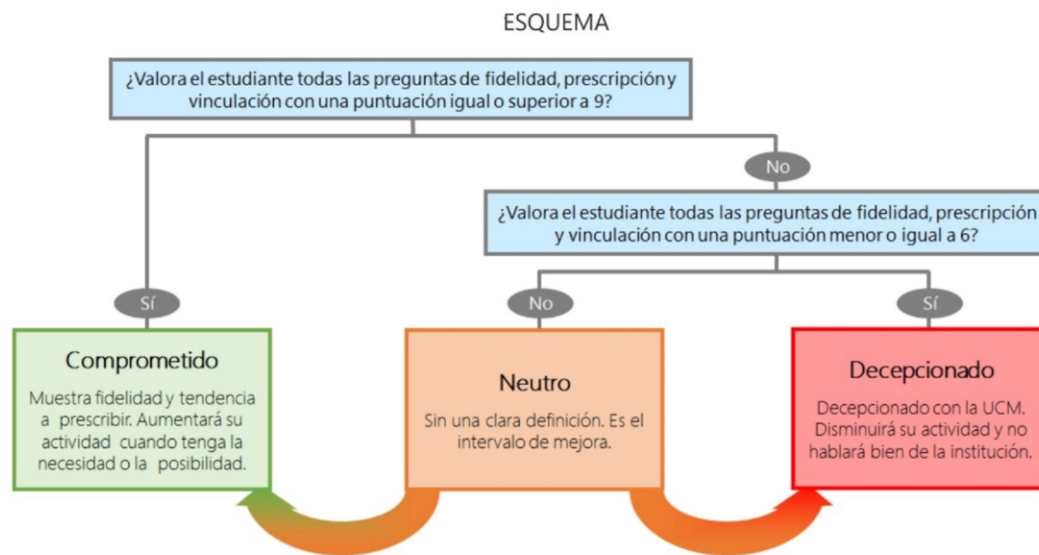 ESQUEMA
¿Valora el estudiante todas las preguntas de fidelidad, prescripción y
vinculación con una puntuación igual o superior a 9?
No
¿Valora el estudiante todas las preguntas de fidelidad, prescripción
y vinculación con una puntuación menor o igual a 6?
Sí
No
Sí
Comprometido
Muestra fidelidad y tendencia
a prescribir. Aumentará su
actividad cuando tenga la
necesidad o la posibilidad.
Neutro
Sin una clara definición. Es el
intervalo de mejora.
Decepcionado
Decepcionado con la UCM.
Disminuirá su actividad y no
hablará bien de la institución.